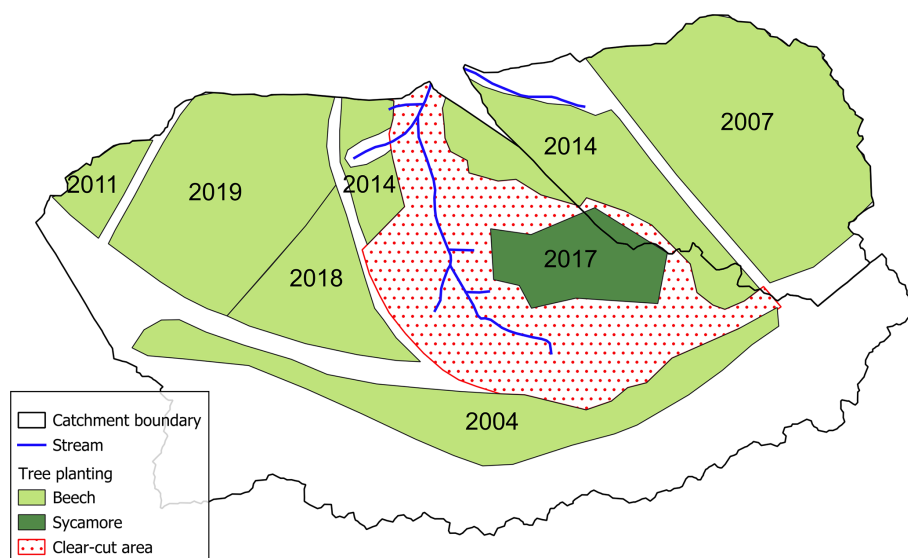 2007
2014
2011
2019
2014
2017
2018
2004
Catchment boundary
Stream
Tree planting
Beech
Sycamore
Clear-cut area